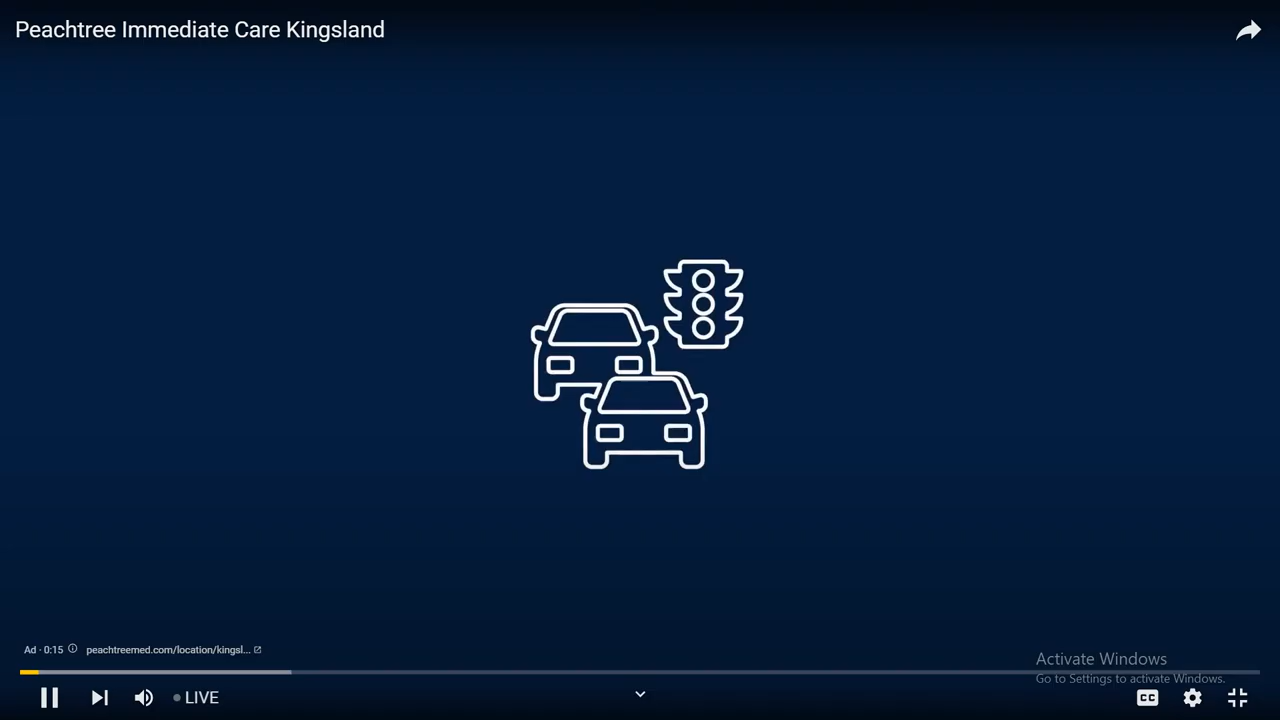 Peachtree Immediate Care Kingsland
Ad · 0:15 peachtreemed.com/location/kingsl...
Activate Windows
Go to Settings to activate Windows.
LIVE
CC